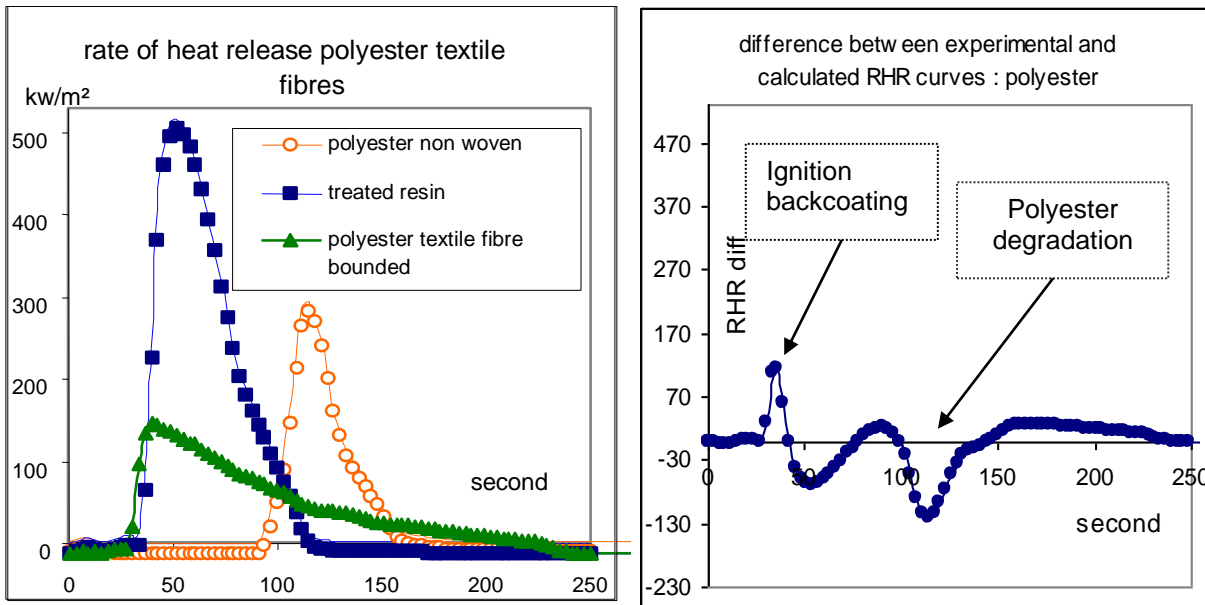 rate of heat release polyester textile
fibres
kw/m²
500
400
300
200
100
0
polyester non woven
treated resin
polyester textile fibre
bounded
second
0 50 100 150 200 250
difference between experimental and
calculated RHR curves : polyester
470
370
270
170
70
-30
-130
-230
RHR diff
Ignition
backcoating
Polyester
degradation
0 50 100 150 200 250
second